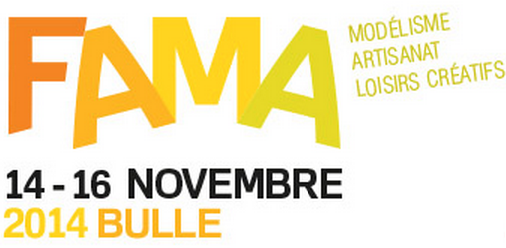 FAMA
MODÉLISME
ARTISANAT
LOISIRS CRÉATIFS
14 - 16 NOVEMBRE
2014 BULLE